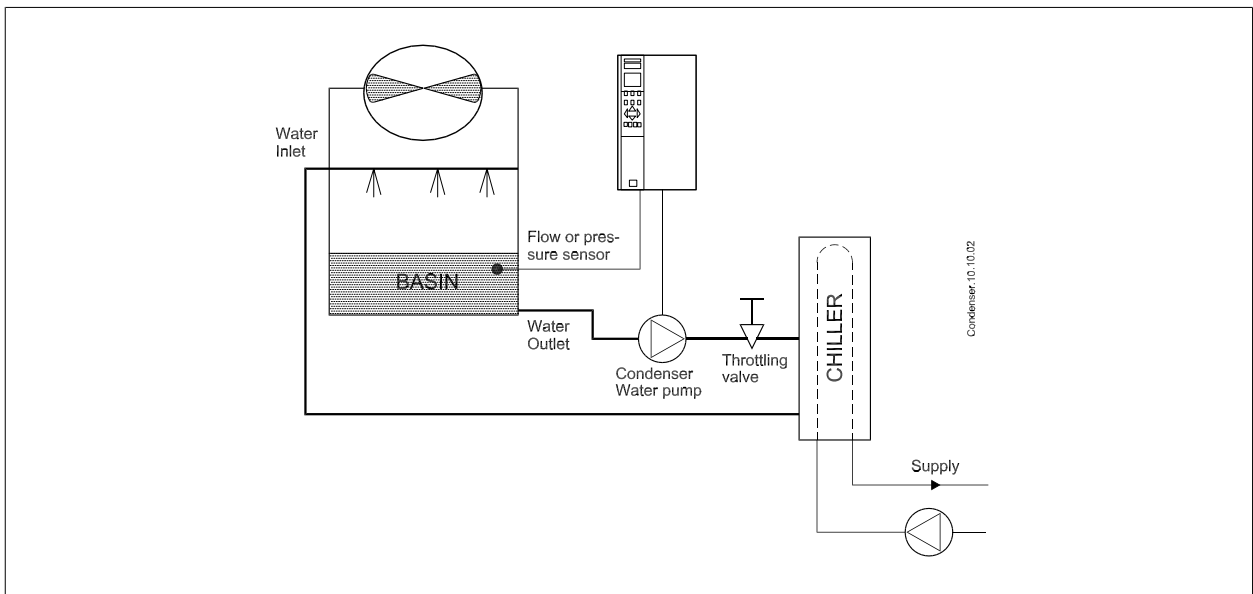 Water
Inlet
Flow or pres-
sure sensor
BASIN
Water
Outlet
Condenser
Water pump
Throttling
valve
CHILLER
Condenser.10.10.02
Supply